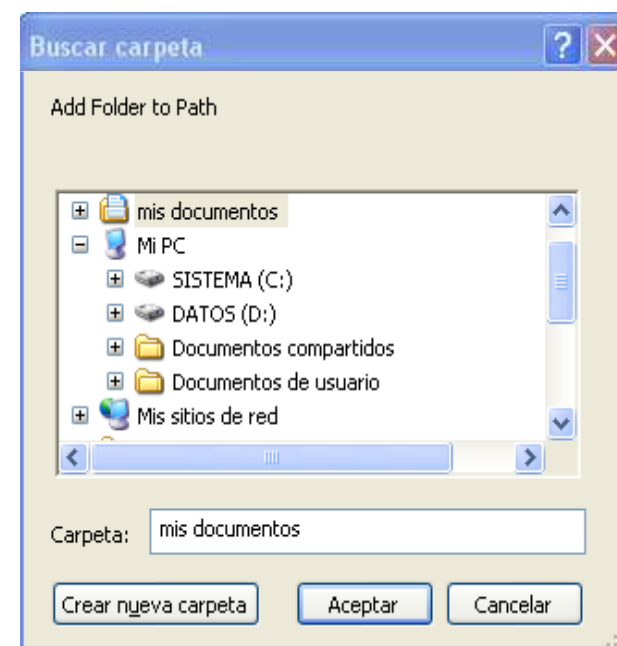 Buscar carpeta
Add Folder to Path
mis documentos
Mi PC
SISTEMA (C:)
DATOS (D:)
Documentos compartidos
Documentos de usuario
Mis sitios de red
Carpeta: mis documentos
Crear nueva carpeta Aceptar Cancelar